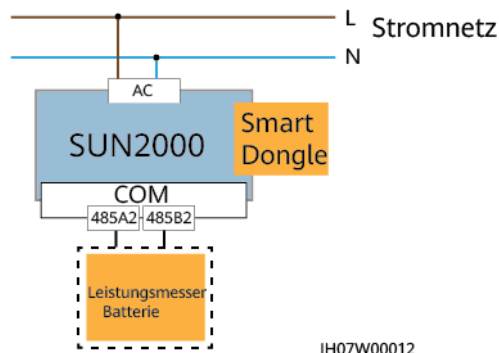 L
Stromnetz
N
AC
SUN2000
Smart
Dongle
COM
485A2
485B2
Leistungsmesser
Batterie
IH07W00012